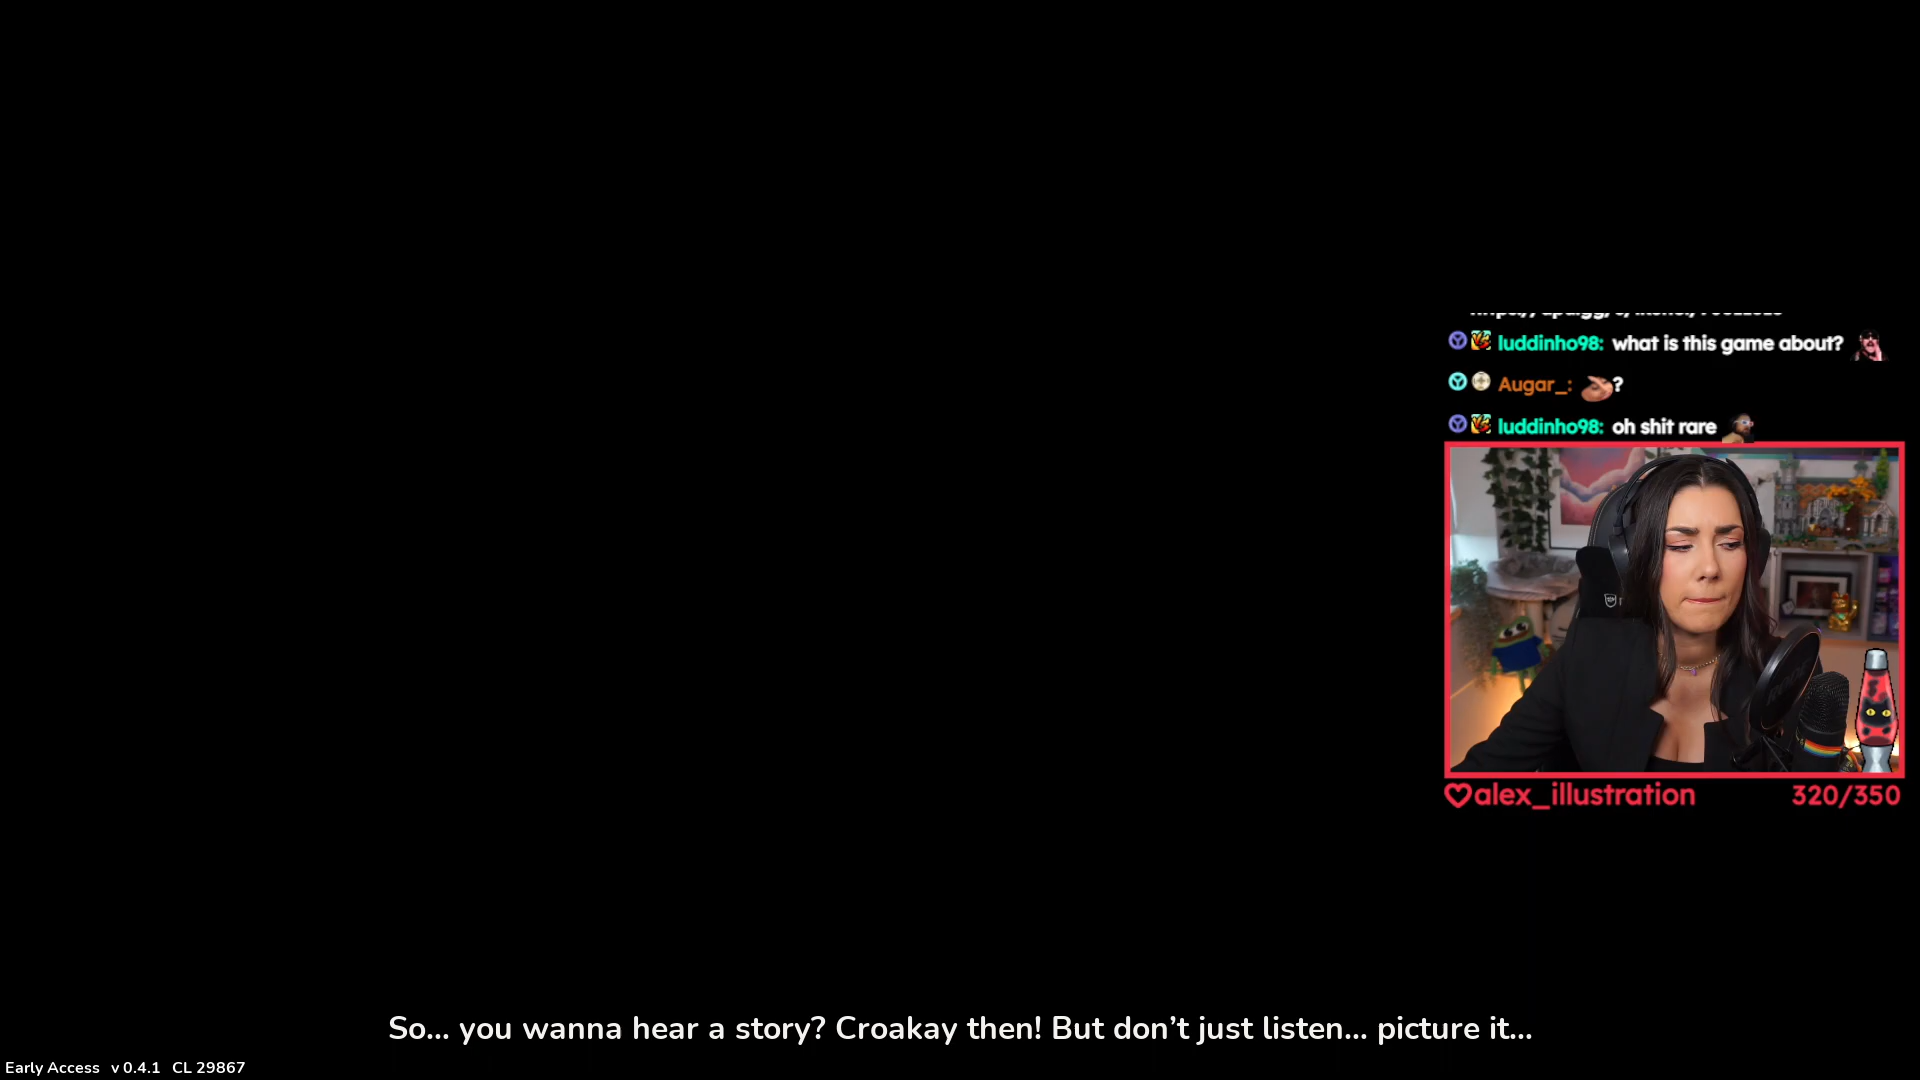 luddinho98: what is this game about?
Augar_: ?
luddinho98: oh shit rare
alex_illustration 320/350
So... you wanna hear a story? Croakay then! But don’t just listen... picture it...
Early Access v 0.4.1 CL 29867